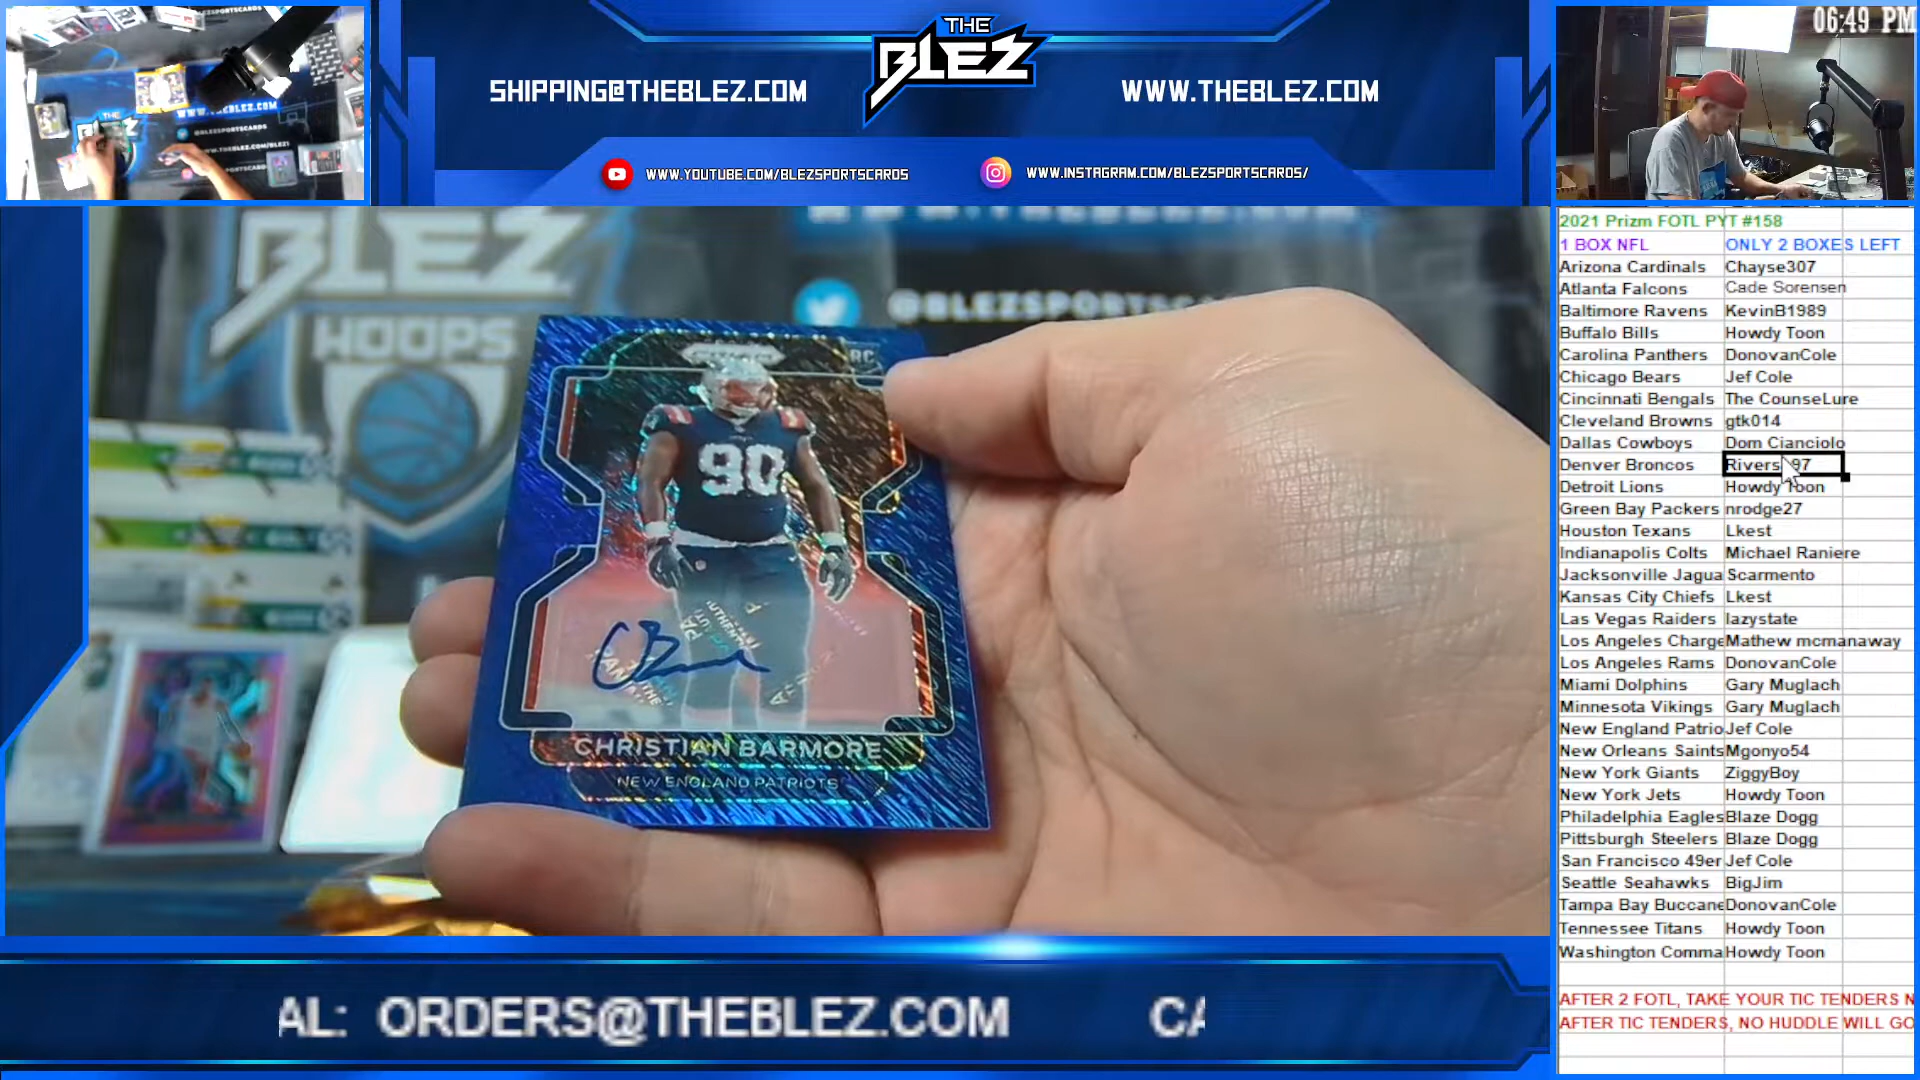 06:49 PM
THE
BLEZ
SHIPPING@THEBLEZ.COM
WWW.THEBLEZ.COM
WWW.YOUTUBE.COM/BLEZSPORTSCARDS
WWW.INSTAGRAM.COM/BLEZSPORTSCARDS/
BLEZ
HOOPS
@BLEZSPORTSCAR
RC
90
CHRISTIAN BARMORE
NEW ENGLAND PATRIOTS
2021 Prizm FOTL PYT #158
1 BOX NFL ONLY 2 BOXES LEFT
Arizona Cardinals Chayse307
Atlanta Falcons Cade Sorensen
Baltimore Ravens KevinB1989
Buffalo Bills Howdy Toon
Carolina Panthers DonovanCole
Chicago Bears Jef Cole
Cincinnati Bengals The CounseLure
Cleveland Browns gtk014
Dallas Cowboys Dom Cianciolo
Denver Broncos
Detroit Lions Howdy Toon
Green Bay Packers nrodge27
Houston Texans Lkest
Indianapolis Colts Michael Raniere
Jacksonville Jagua Scarmento
Kansas City Chiefs Lkest
Las Vegas Raiders lazystate
Los Angeles Charge Mathew mcmanaway
Los Angeles Rams DonovanCole
Miami Dolphins Gary Muglach
Minnesota Vikings Gary Muglach
New England Patrio Jef Cole
New Orleans Saints Mgonyo54
New York Giants ZiggyBoy
New York Jets Howdy Toon
Philadelphia Eagles Blaze Dogg
Pittsburgh Steelers Blaze Dogg
San Francisco 49er Jef Cole
Seattle Seahawks BigJim
Tampa Bay Buccane DonovanCole
Tennessee Titans Howdy Toon
Washington Comma Howdy Toon
AFTER 2 FOTL, TAKE YOUR TIC TENDERS N
AFTER TIC TENDERS, NO HUDDLE WILL GO
AL: ORDERS@THEBLEZ.COM CA